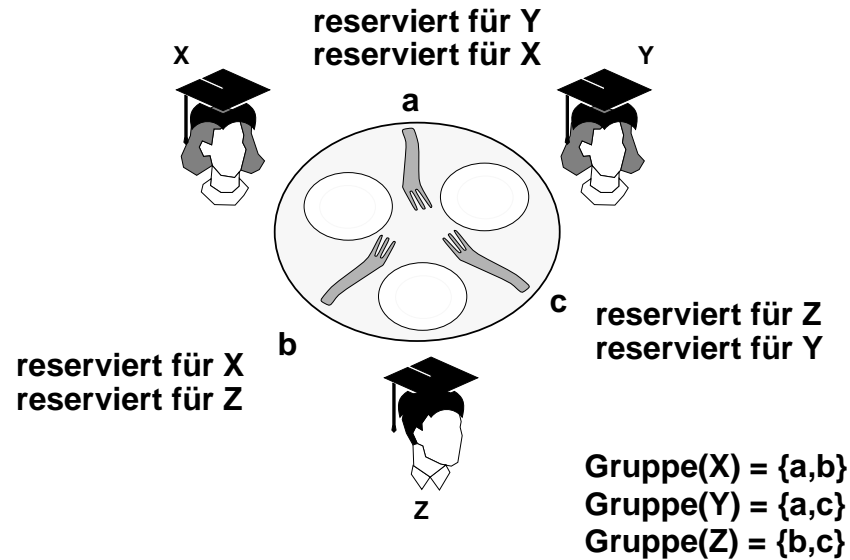 reserviert für Y
reserviert für X
X
Y
a
c
b
reserviert für Z
reserviert für Y
reserviert für X
reserviert für Z
Z
Gruppe(X) = {a,b}
Gruppe(Y) = {a,c}
Gruppe(Z) = {b,c}